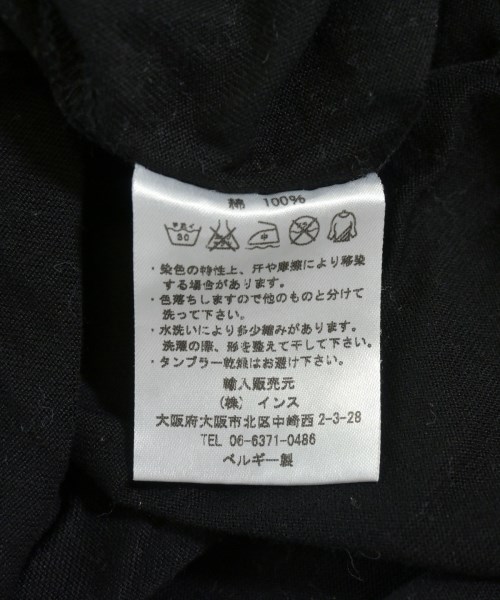 綿 100%
手洗イ
30
中
・染色の特性上、汗や摩擦により移染
する場合があります。
・色落ちしますので他のものと分けて
洗って下さい。
・水洗いにより多少縮みがあります。
洗濯の際、形を整えて干して下さい。
・タンブラー乾燥はお避け下さい。
輸入販売元
(株) インス
大阪府大阪市北区中崎西 2-3-28
TEL 06-6371-0486
ベルギー製